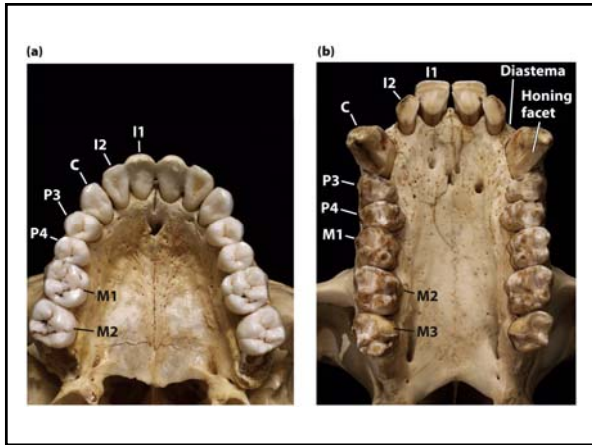 (a)
I1
I2
C
P3
P4
M1
M2
(b)
I1
I2
Diastema
Honing
facet
C
P3
P4
M1
M2
M3